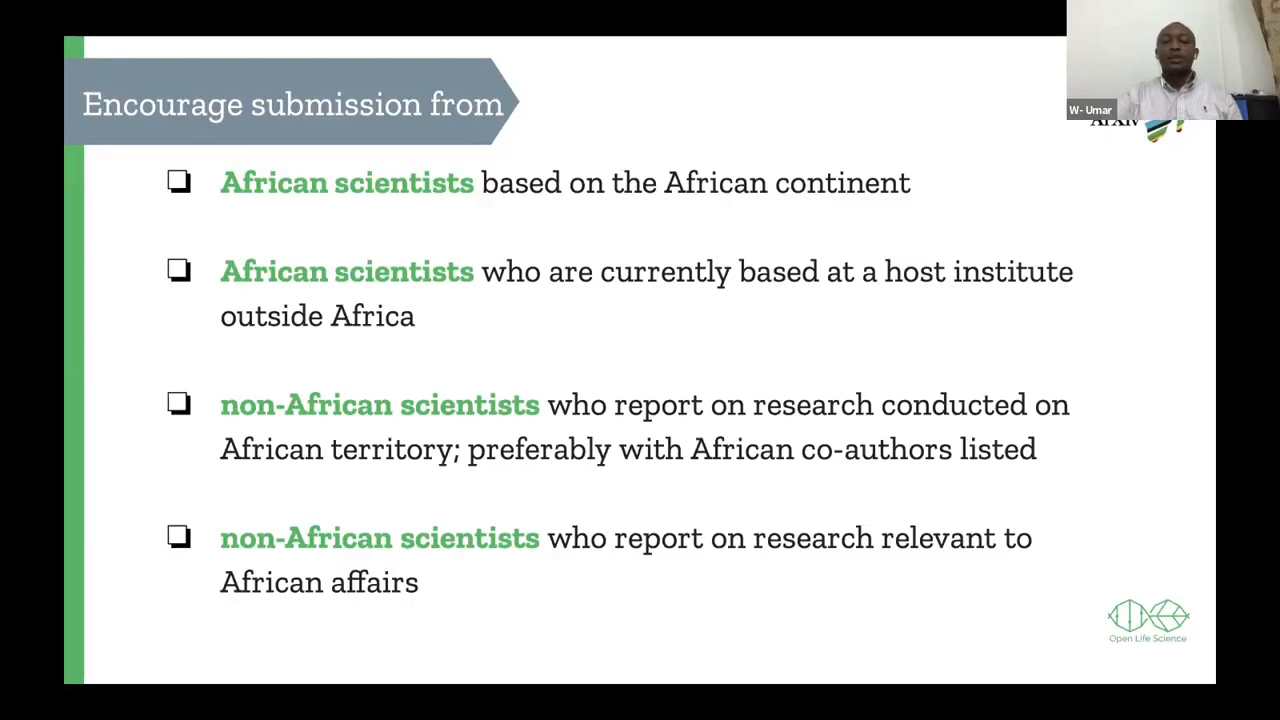 Encourage submission from
W- Umar
❏ African scientists based on the African continent
❏ African scientists who are currently based at a host institute
outside Africa
❏ non-African scientists who report on research conducted on
African territory; preferably with African co-authors listed
❏ non-African scientists who report on research relevant to
African affairs
Open Life Science